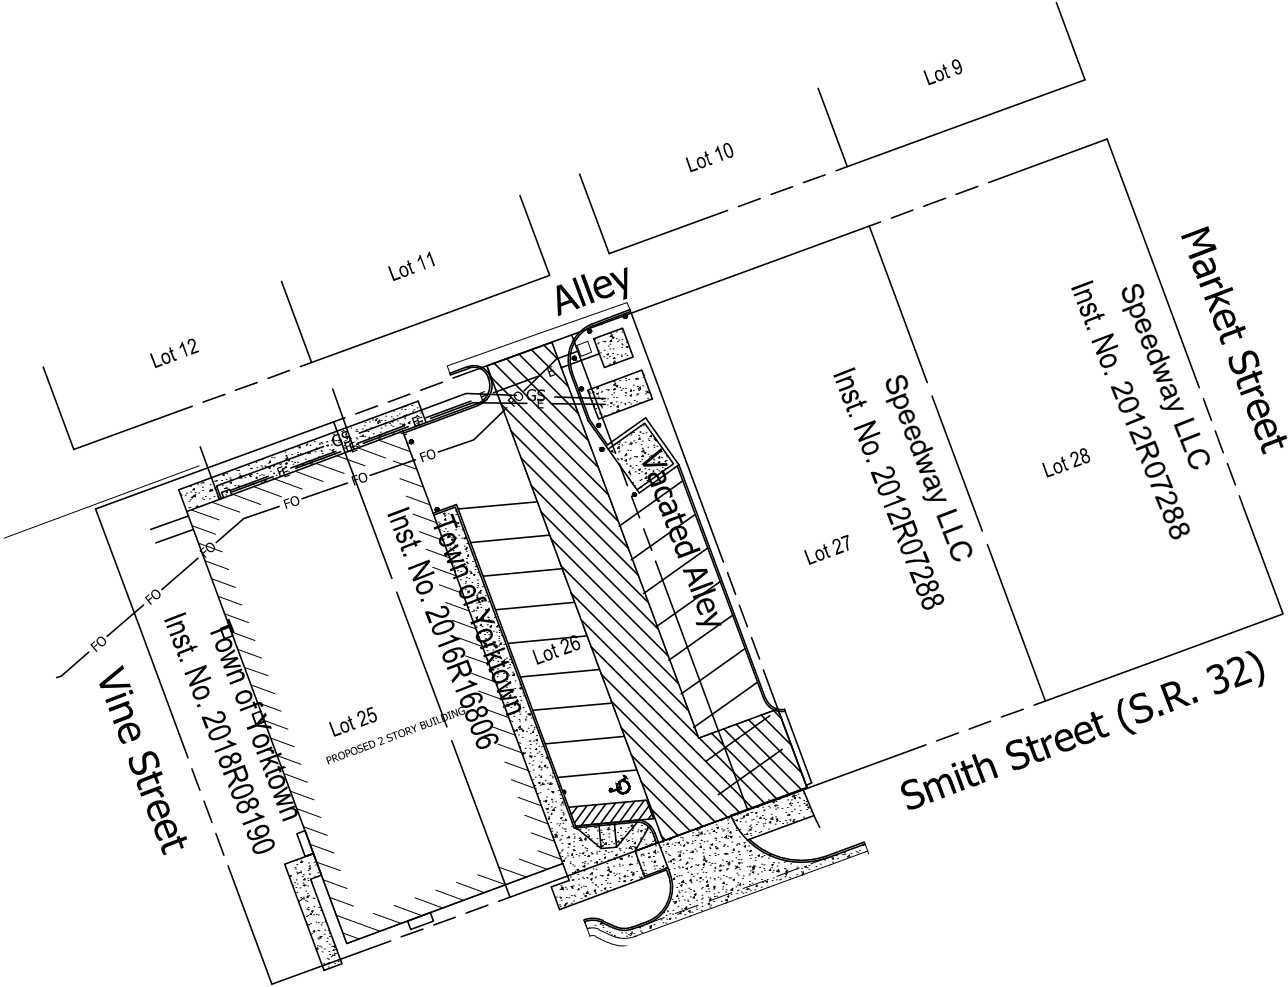 Lot 9
Lot 10
Lot 11
Lot 12
Alley
Market Street
Speedway LLC
Inst. No. 2012R07288
Lot 28
Speedway LLC
Inst. No. 2012R07288
Lot 27
Vacated Alley
E
FO
GS
E
GS
E
E
E
FO
FO
FO
FO
FO
FO
Town of Yorktown
Inst. No. 2016R16806
Lot 26
Lot 25
PROPOSED 2 STORY BUILDING
Town of Yorktown
Inst. No. 2018R08190
Vine Street
Smith Street (S.R. 32)